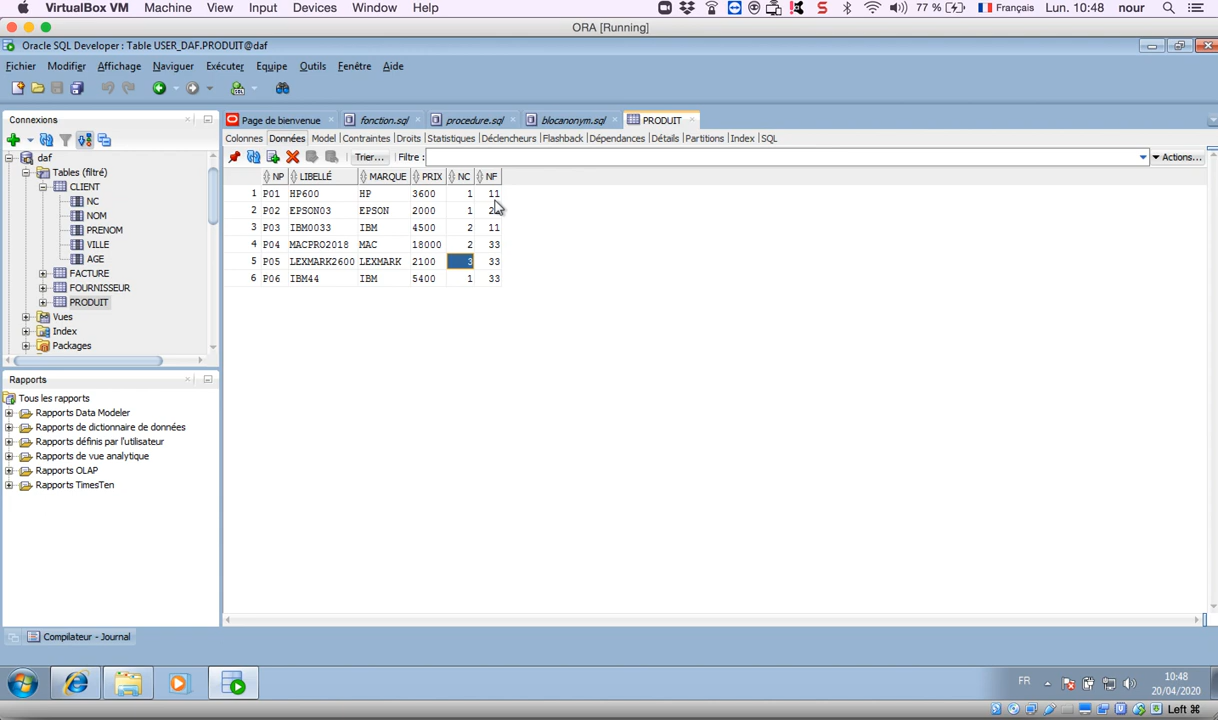 VirtualBox VM Machine View Input Devices Window Help 77 % Français Lun. 10:48 nour
ORA [Running]
Oracle SQL Developer : Table USER_DAF.PRODUIT@daf
Fichier Modifier Affichage Naviguer Exécuter Equipe Outils Fenêtre Aide
Connexions
Page de bienvenue fonction.sql procedure.sql blocanonym.sql PRODUIT
Colonnes Données Model Contraintes Droits Statistiques Déclencheurs Flashback Dépendances Détails Partitions Index SQL
Trier... Filtre : Actions...
daf
Tables (filtré)
CLIENT
NC
NOM
PRENOM
VILLE
AGE
FACTURE
FOURNISSEUR
PRODUIT
Vues
Index
Packages
NP LIBELLÉ MARQUE PRIX NC NF
1 P01 HP600 HP 3600 1 11
2 P02 EPSON03 EPSON 2000 1
3 P03 IBM0033 IBM 4500 2 11
4 P04 MACPRO2018 MAC 18000 2 33
5 P05 LEXMARK2600 LEXMARK 2100 3 33
6 P06 IBM44 IBM 5400 1 33
Rapports
Tous les rapports
Rapports Data Modeler
Rapports de dictionnaire de données
Rapports définis par l'utilisateur
Rapports de vue analytique
Rapports OLAP
Rapports TimesTen
Compilateur - Journal
FR 10:48
20/04/2020
Left ⌘